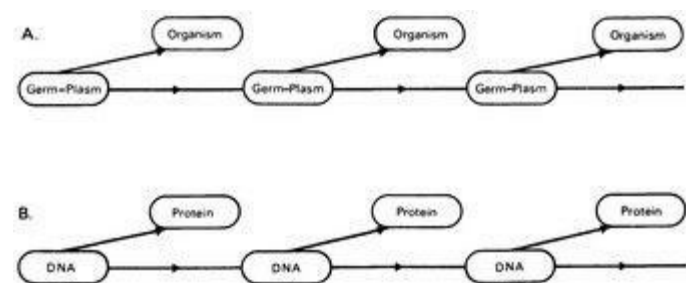 A.
Organism Organism Organism
Germ-Plasm Germ-Plasm Germ-Plasm
B.
Protein Protein Protein
DNA DNA DNA